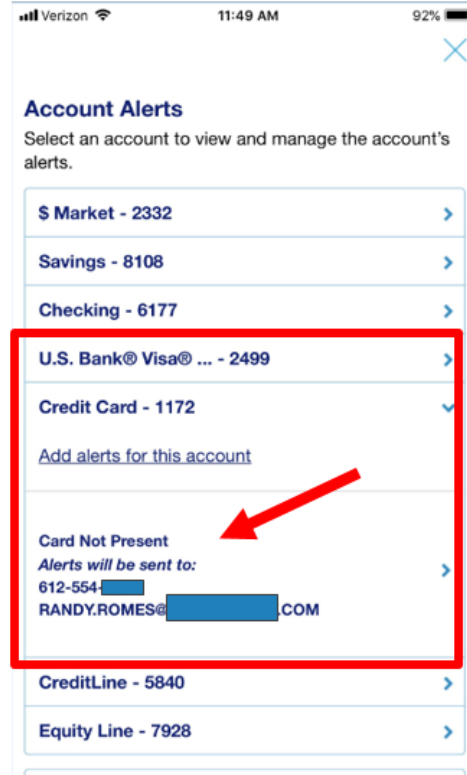 Verizon 11:49 AM 92%
Account Alerts
Select an account to view and manage the account's
alerts.
$ Market - 2332
Savings - 8108
Checking - 6177
U.S. Bank® Visa® ... - 2499
Credit Card - 1172
Add alerts for this account
Card Not Present
Alerts will be sent to:
612-554-
RANDY.ROMES@ .COM
CreditLine - 5840
Equity Line - 7928